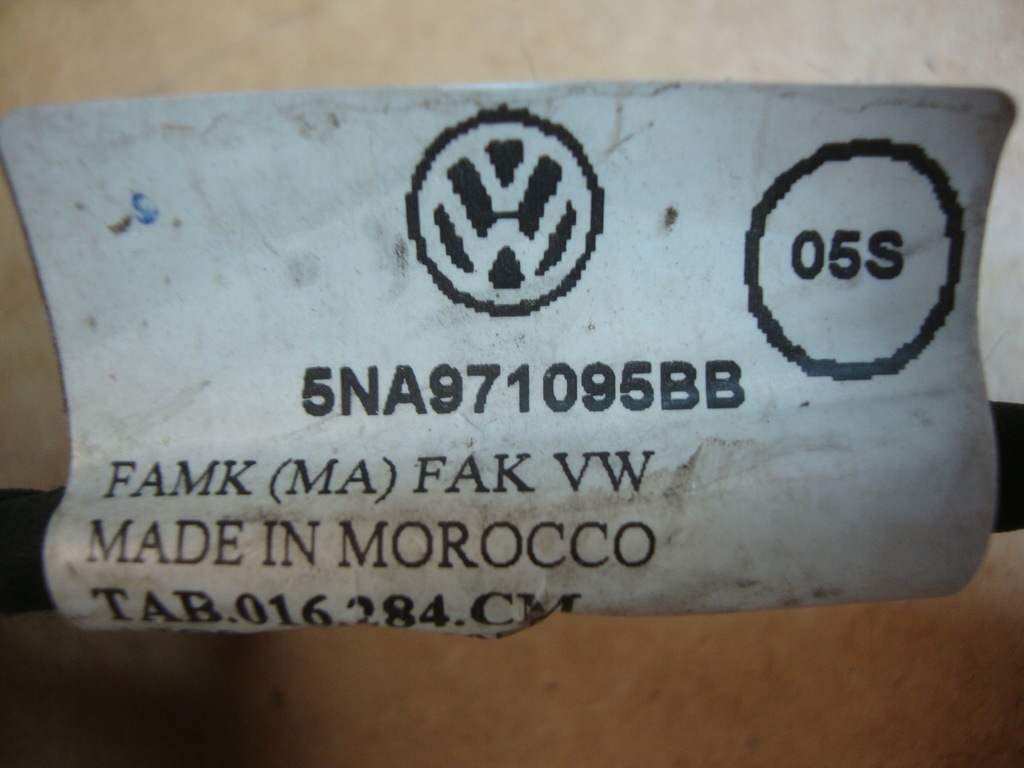 05S
5NA971095BB
FAMK (MA) FAK VW
MADE IN MOROCCO
TAB.016.284.CM